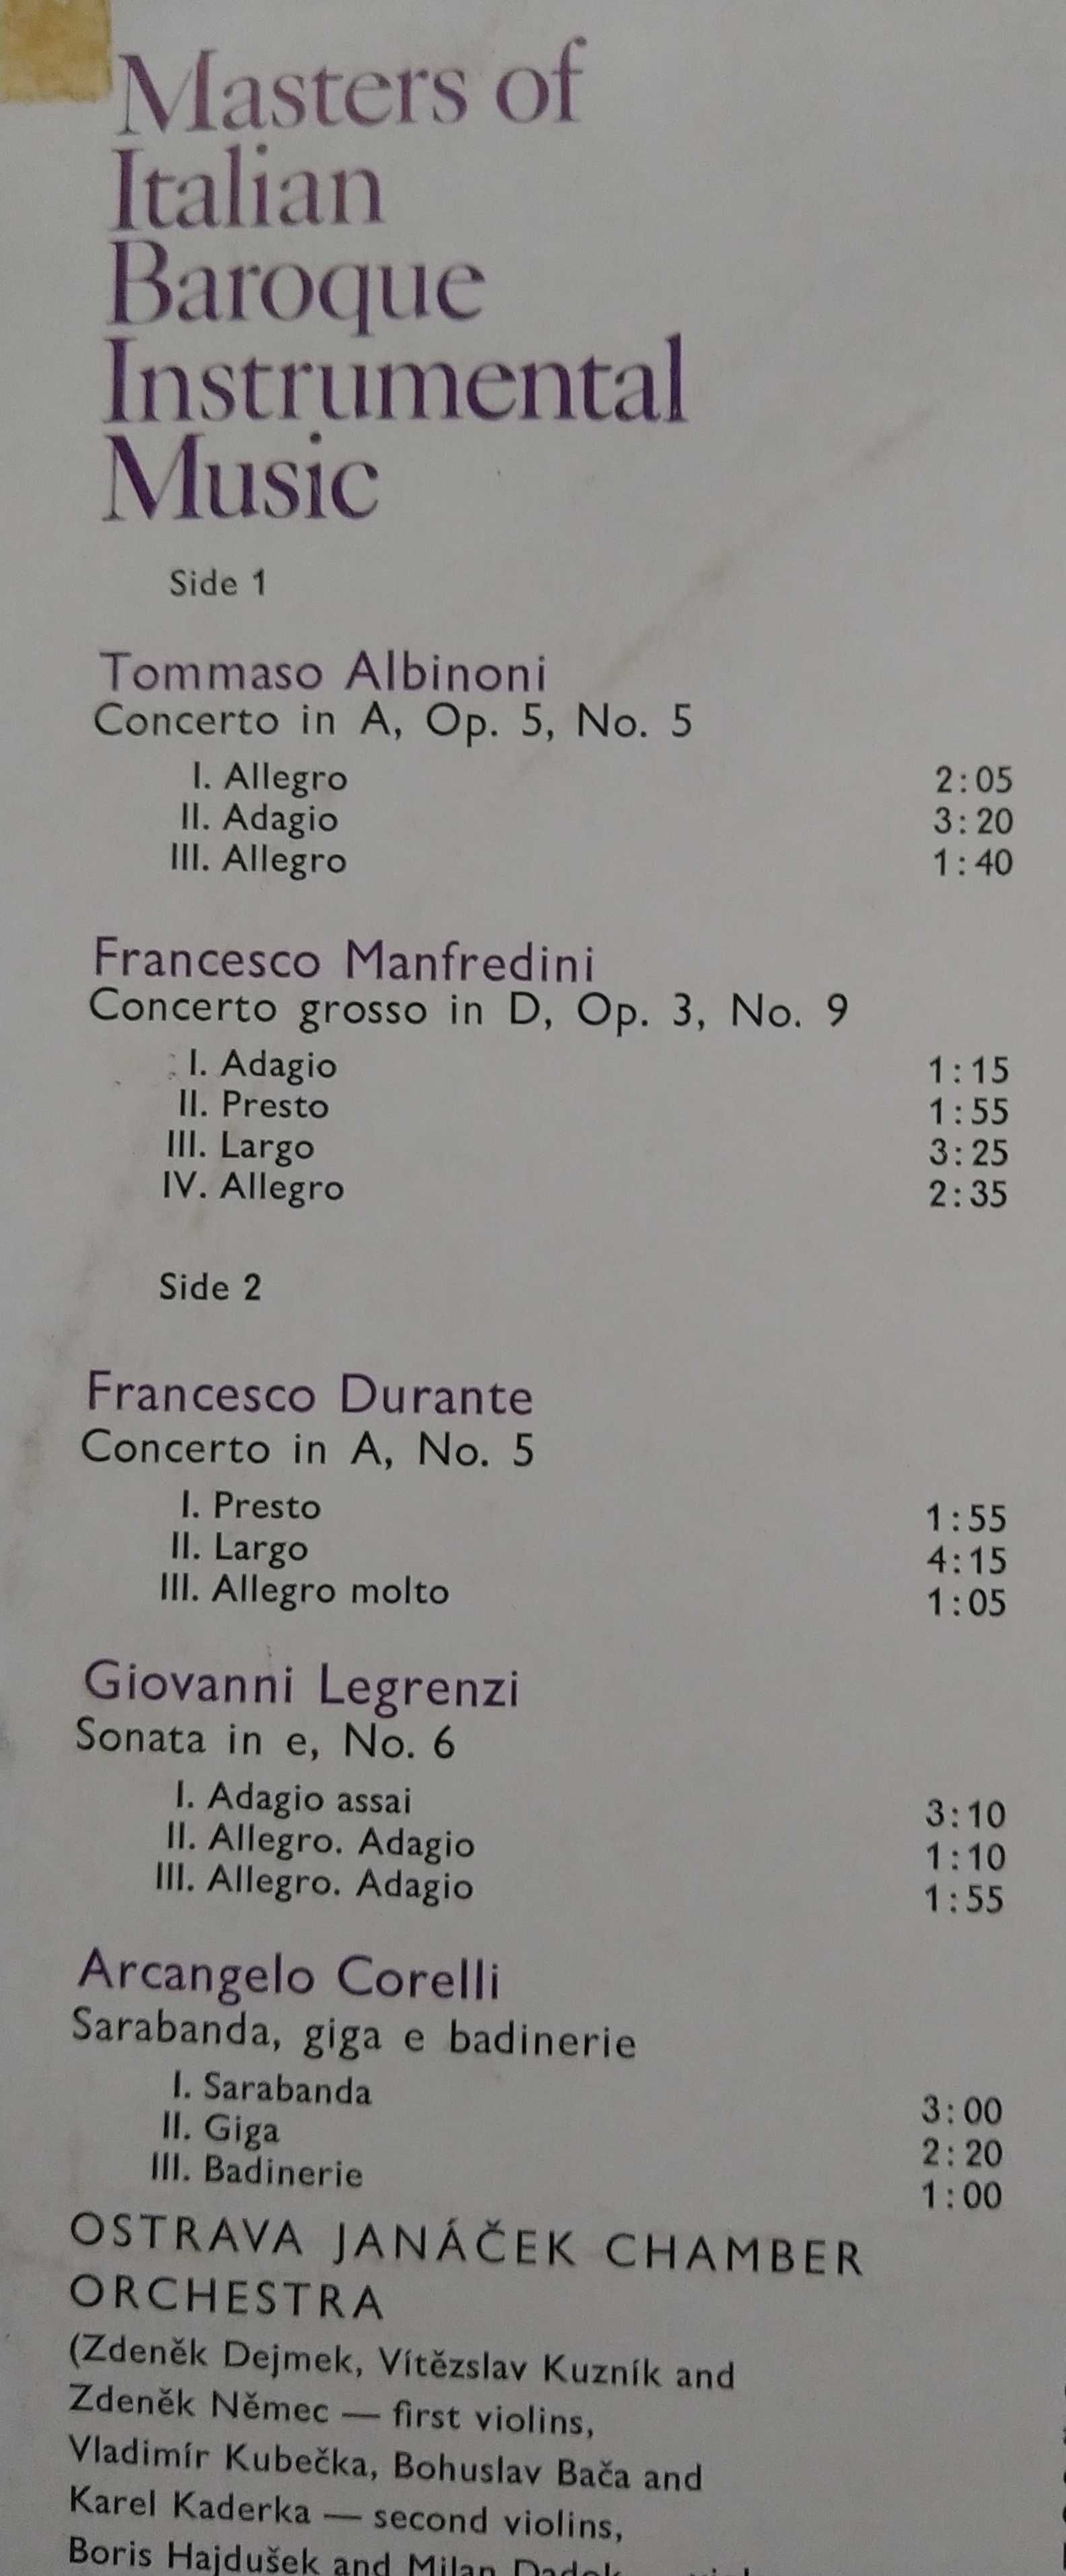 Masters of
Italian
Baroque
Instrumental
Music
Side 1
Tommaso Albinoni
Concerto in A, Op. 5, No. 5
I. Allegro 2:05
II. Adagio 3:20
III. Allegro 1:40
Francesco Manfredini
Concerto grosso in D, Op. 3, No. 9
I. Adagio 1:15
II. Presto 1:55
III. Largo 3:25
IV. Allegro 2:35
Side 2
Francesco Durante
Concerto in A, No. 5
I. Presto 1:55
II. Largo 4:15
III. Allegro molto 1:05
Giovanni Legrenzi
Sonata in e, No. 6
I. Adagio assai 3:10
II. Allegro. Adagio 1:10
III. Allegro. Adagio 1:55
Arcangelo Corelli
Sarabanda, giga e badinerie
I. Sarabanda 3:00
II. Giga 2:20
III. Badinerie 1:00
OSTRAVA JANÁČEK CHAMBER
ORCHESTRA
(Zdeněk Dejmek, Vítězslav Kuzník and
Zdeněk Němec — first violins,
Vladimír Kubečka, Bohuslav Bača and
Karel Kaderka — second violins,
Boris Hajdušek and Milan